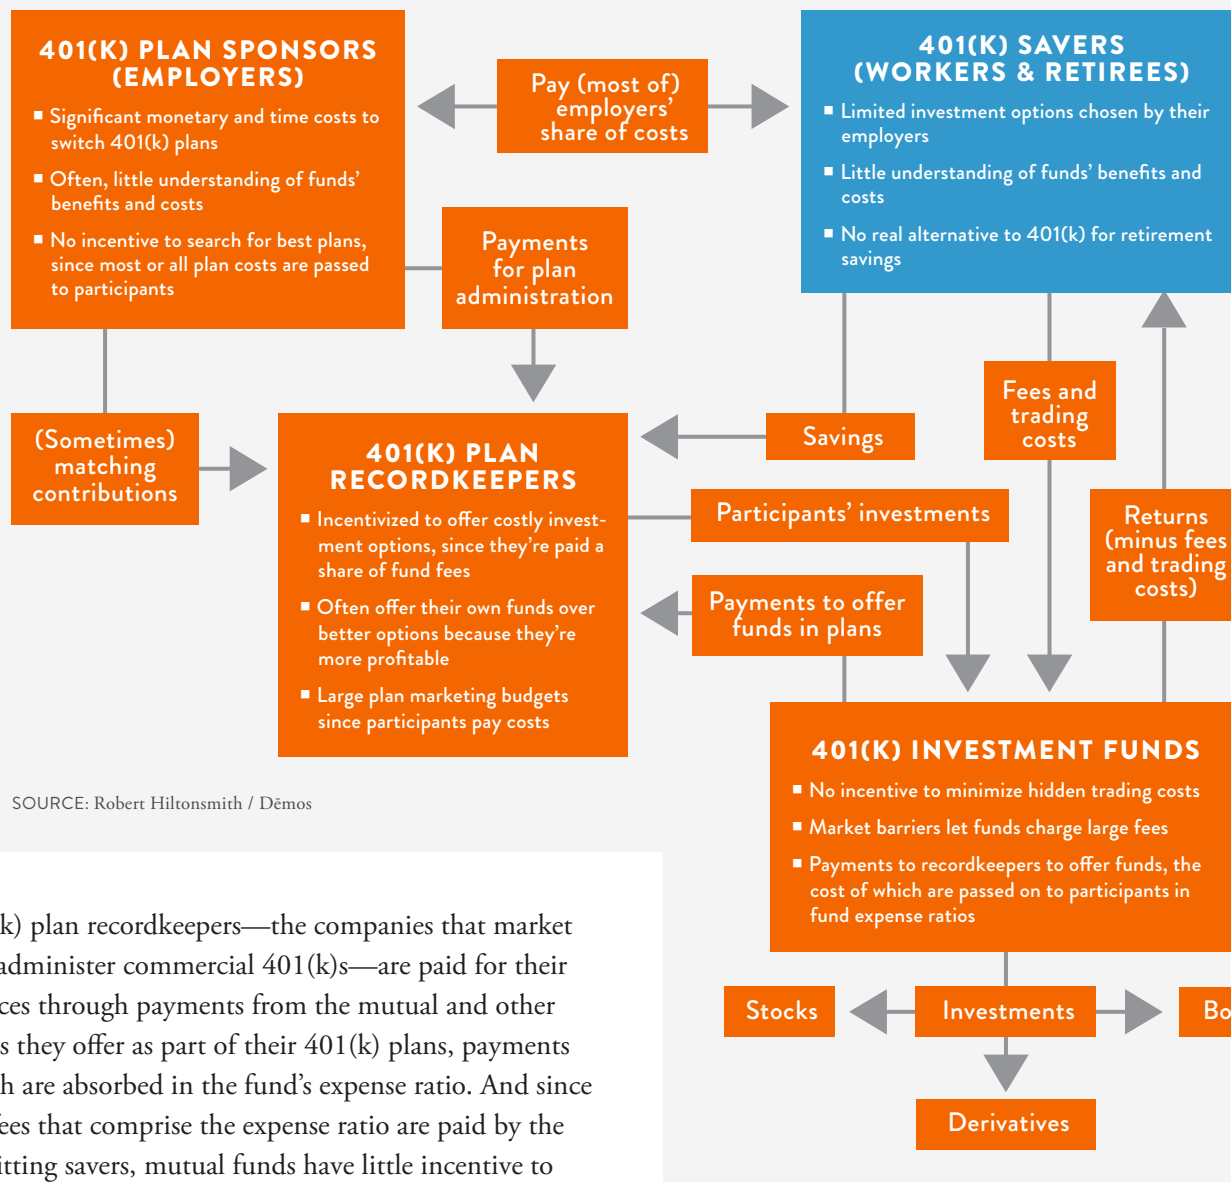 401(K) PLAN SPONSORS
(EMPLOYERS)
■ Significant monetary and time costs to
switch 401(k) plans
■ Often, little understanding of funds'
benefits and costs
■ No incentive to search for best plans,
since most or all plan costs are passed
to participants
Pay (most of)
employers'
share of costs
401(K) SAVERS
(WORKERS & RETIREES)
■ Limited investment options chosen by their
employers
■ Little understanding of funds' benefits and
costs
■ No real alternative to 401(k) for retirement
savings
Payments
for plan
administration
(Sometimes)
matching
contributions
401(K) PLAN
RECORDKEEPERS
■ Incentivized to offer costly invest-
ment options, since they're paid a
share of fund fees
■ Often offer their own funds over
better options because they're
more profitable
■ Large plan marketing budgets
since participants pay costs
Savings
Fees and
trading
costs
Participants' investments
Returns
(minus fees
and trading
costs)
Payments to offer
funds in plans
401(K) INVESTMENT FUNDS
■ No incentive to minimize hidden trading costs
■ Market barriers let funds charge large fees
■ Payments to recordkeepers to offer funds, the
cost of which are passed on to participants in
fund expense ratios
Stocks
Investments
Bo
Derivatives
SOURCE: Robert Hiltonsmith / Dēmos
k) plan recordkeepers—the companies that market
administer commercial 401(k)s—are paid for their
ces through payments from the mutual and other
s they offer as part of their 401(k) plans, payments
h are absorbed in the fund's expense ratio. And since
fees that comprise the expense ratio are paid by the
itting savers, mutual funds have little incentive to